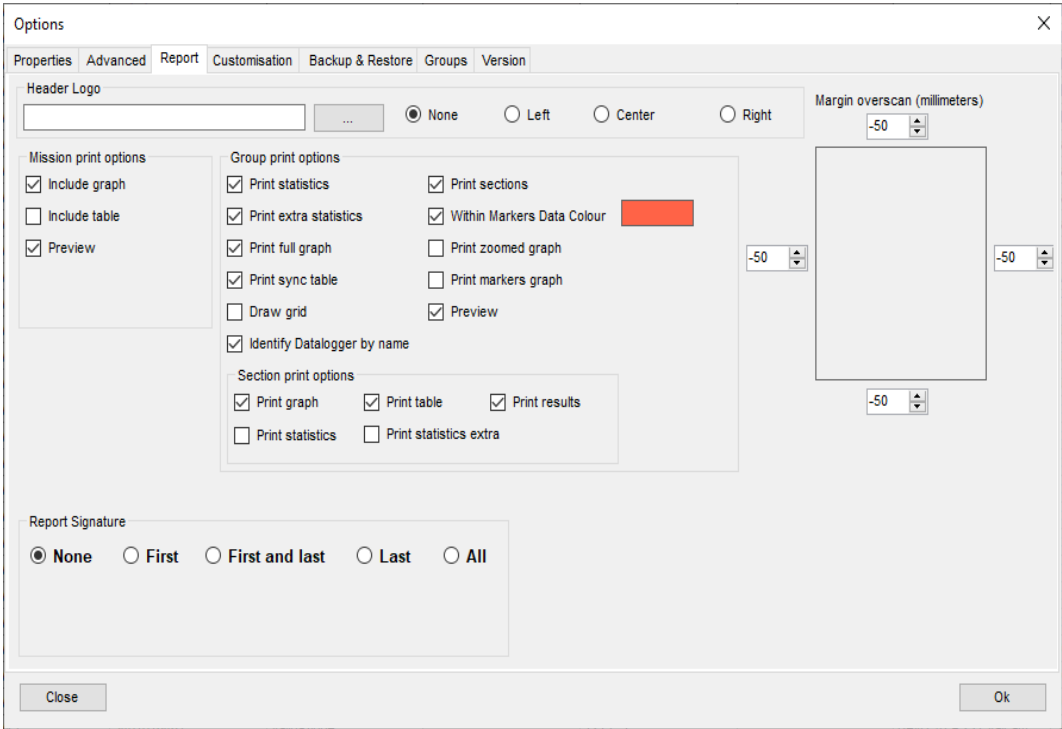 Options
Properties Advanced Report Customisation Backup & Restore Groups Version
Header Logo
... None Left Center Right
Margin overscan (millimeters)
-50
Mission print options
Include graph
Include table
Preview
Group print options
Print statistics Print sections
Print extra statistics Within Markers Data Colour
Print full graph Print zoomed graph
Print sync table Print markers graph
Draw grid Preview
Identify Datalogger by name
Section print options
Print graph Print table Print results
Print statistics Print statistics extra
-50 -50
-50
Report Signature
None First First and last Last All
Close Ok